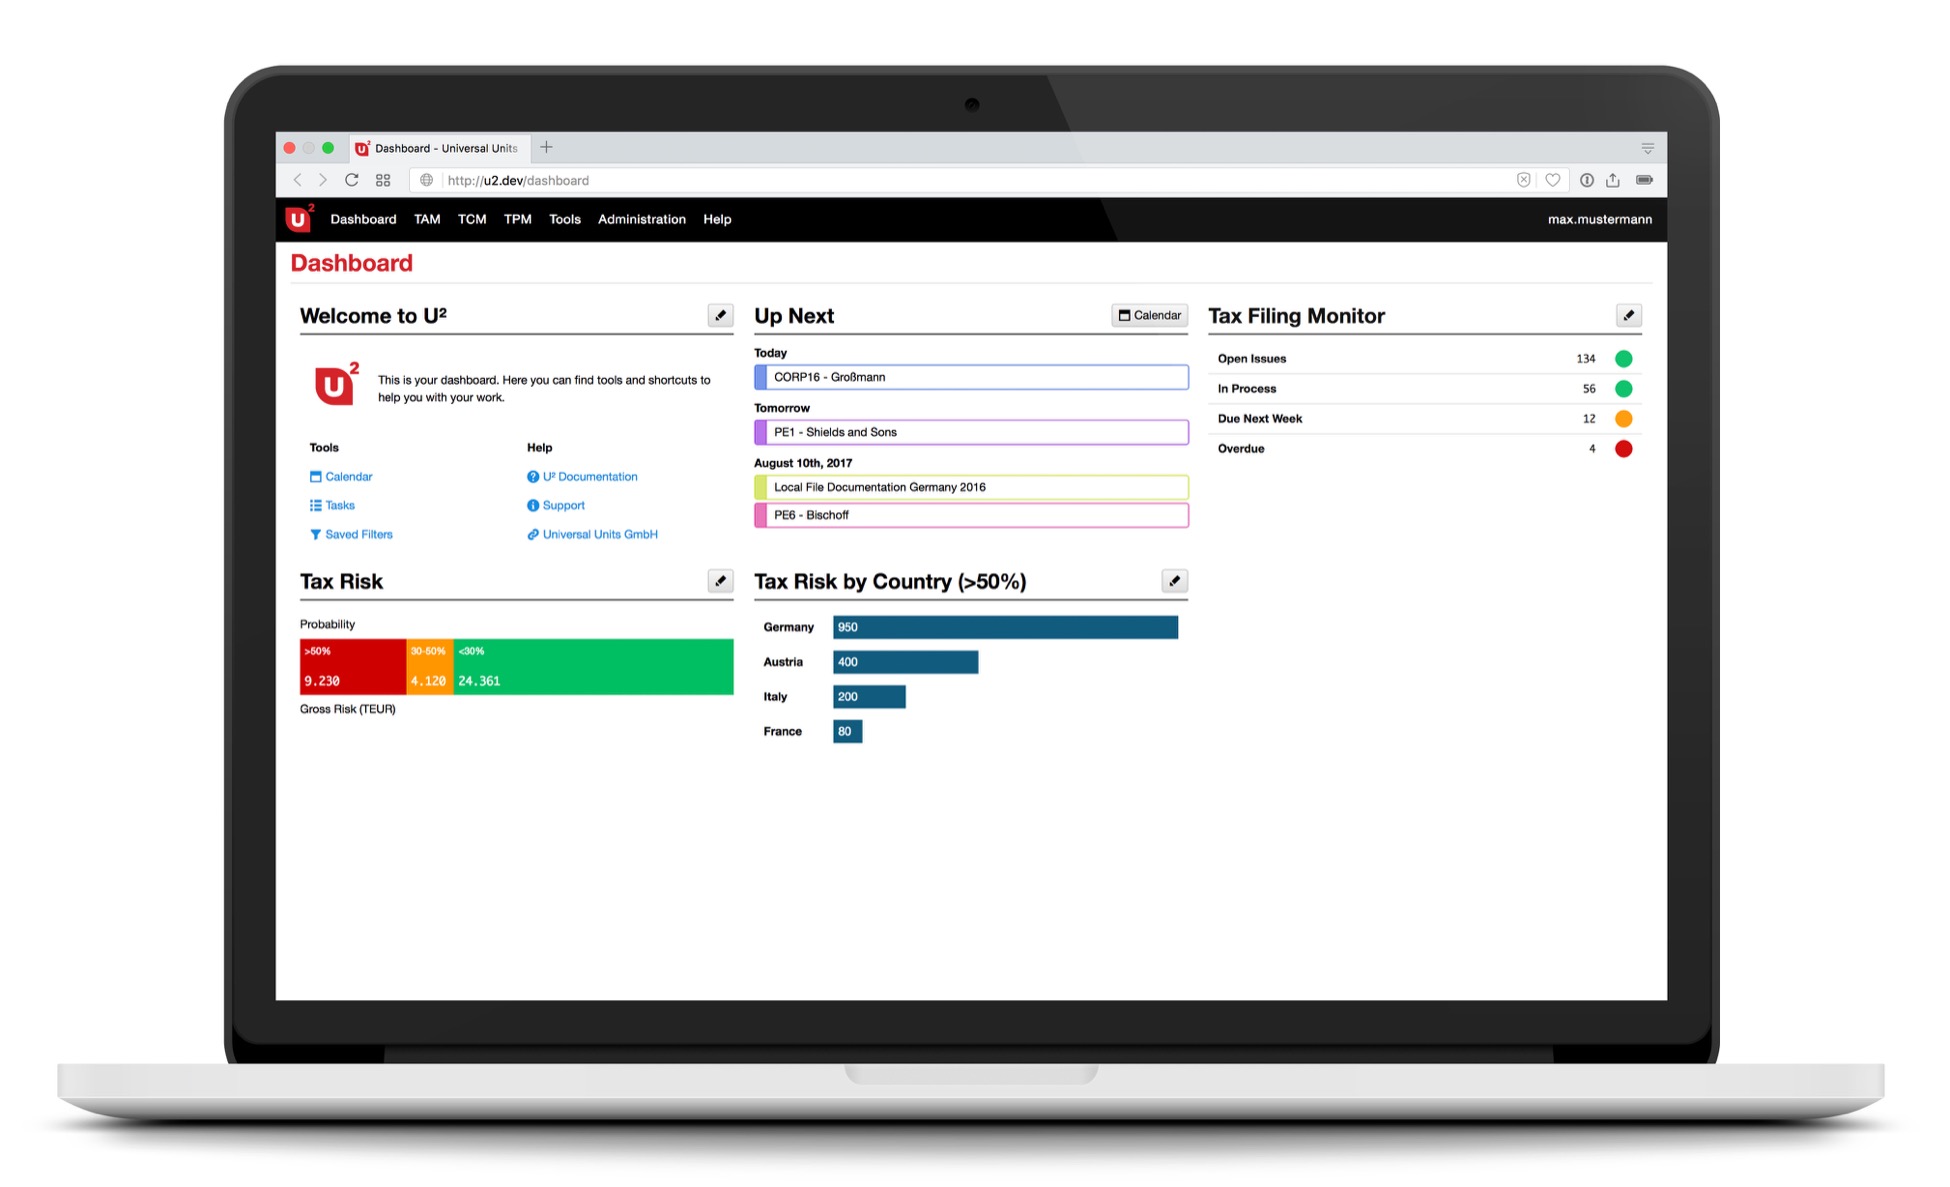 Dashboard - Universal Units
http://u2.dev/dashboard
U2 Dashboard TAM TCM TPM Tools Administration Help max.mustermann
Dashboard
Welcome to U²
U2
This is your dashboard. Here you can find tools and shortcuts to
help you with your work.
Tools
Calendar
Tasks
Saved Filters
Help
U² Documentation
Support
Universal Units GmbH
Up Next
Calendar
Today
CORP16 - Großmann
Tomorrow
PE1 - Shields and Sons
August 10th, 2017
Local File Documentation Germany 2016
PE6 - Bischoff
Tax Filing Monitor
Open Issues 134
In Process 56
Due Next Week 12
Overdue 4
Tax Risk
Probability
>50% 30-50% <30%
9.230 4.120 24.361
Gross Risk (TEUR)
Tax Risk by Country (>50%)
Germany 950
Austria 400
Italy 200
France 80